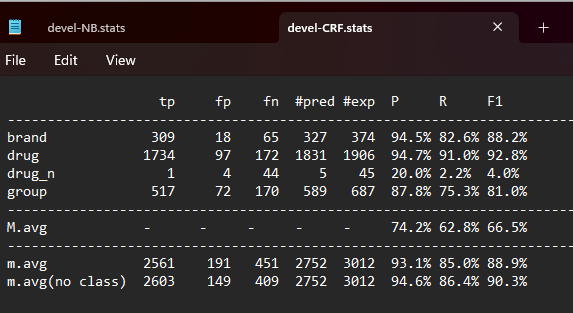 devel-NB.stats devel-CRF.stats × +
File Edit View
tp fp fn #pred #exp P R F1
------------------------------------------------------------------------------
brand 309 18 65 327 374 94.5% 82.6% 88.2%
drug 1734 97 172 1831 1906 94.7% 91.0% 92.8%
drug_n 1 4 44 5 45 20.0% 2.2% 4.0%
group 517 72 170 589 687 87.8% 75.3% 81.0%
------------------------------------------------------------------------------
M.avg - - - - - 74.2% 62.8% 66.5%
------------------------------------------------------------------------------
m.avg 2561 191 451 2752 3012 93.1% 85.0% 88.9%
m.avg(no class) 2603 149 409 2752 3012 94.6% 86.4% 90.3%